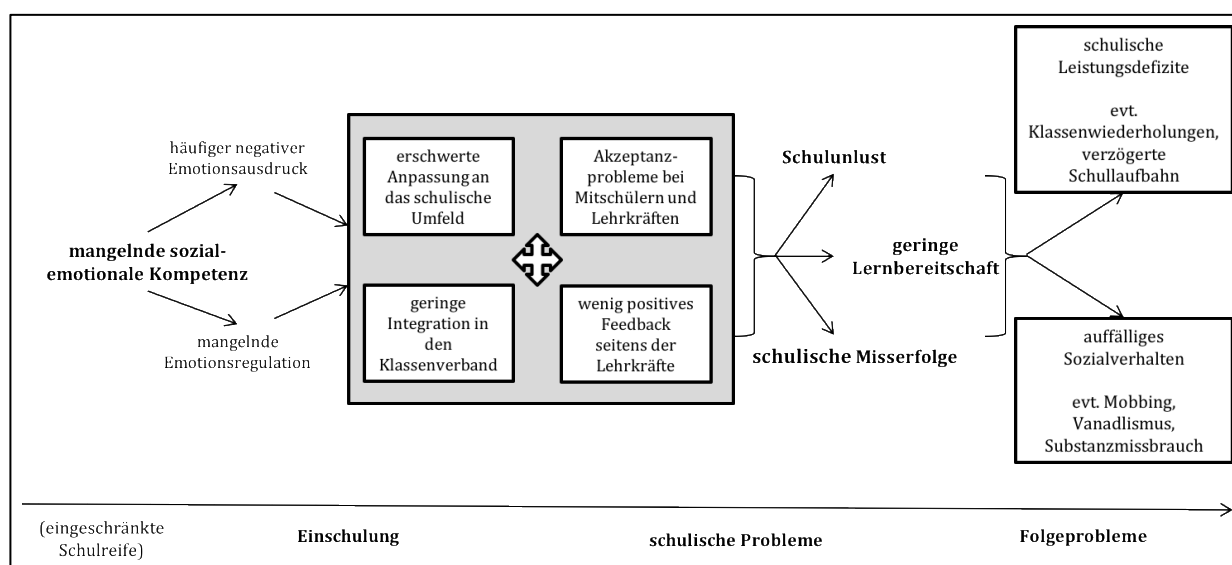 häufiger negativer
Emotionsausdruck
mangelnde sozial-
emotionale Kompetenz
mangelnde
Emotionsregulation
erschwerte
Anpassung an
das schulische
Umfeld
Akzeptanz-
probleme bei
Mitschülern und
Lehrkräften
geringe
Integration in
den
Klassenverband
wenig positives
Feedback
seitens der
Lehrkräfte
Schulunlust
geringe
Lernbereitschaft
schulische Misserfolge
schulische
Leistungsdefizite
evt.
Klassenwiederholungen,
verzögerte
Schullaufbahn
auffälliges
Sozialverhalten
evt. Mobbing,
Vanadlismus,
Substanzmissbrauch
(eingeschränkte
Schulreife)
Einschulung
schulische Probleme
Folgeprobleme